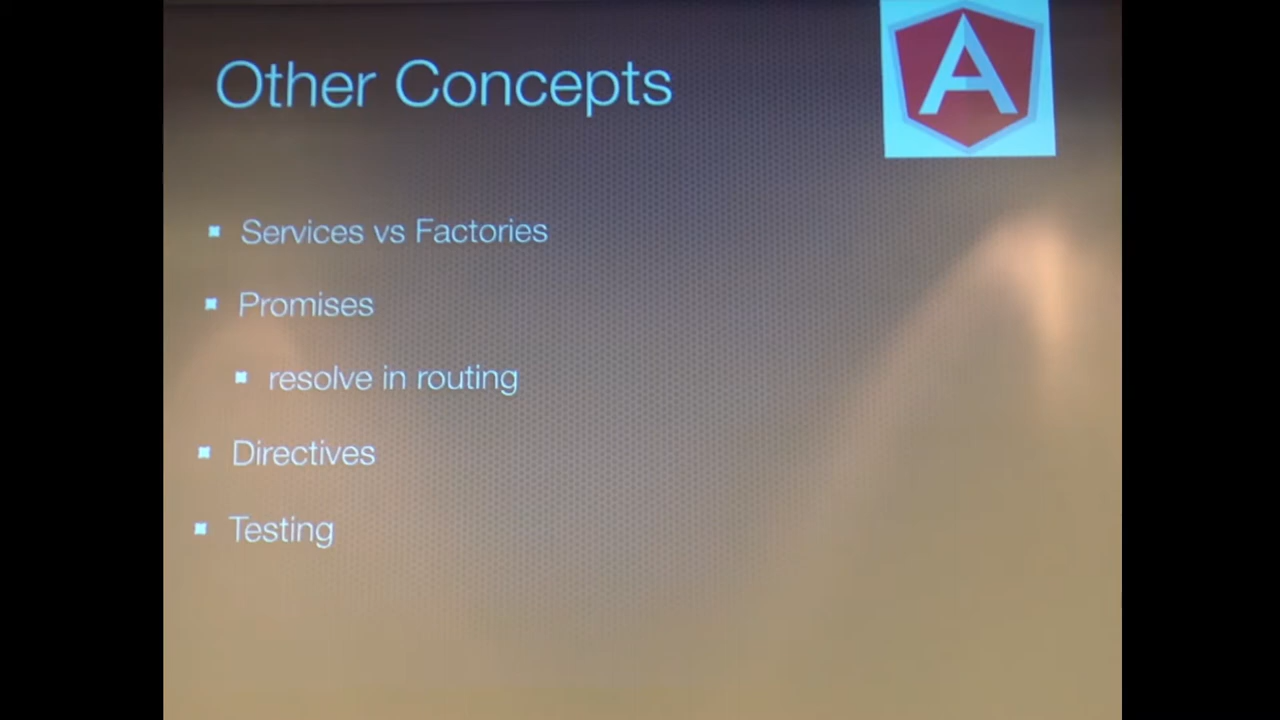 Other Concepts
A
Services vs Factories
Promises
resolve in routing
Directives
Testing